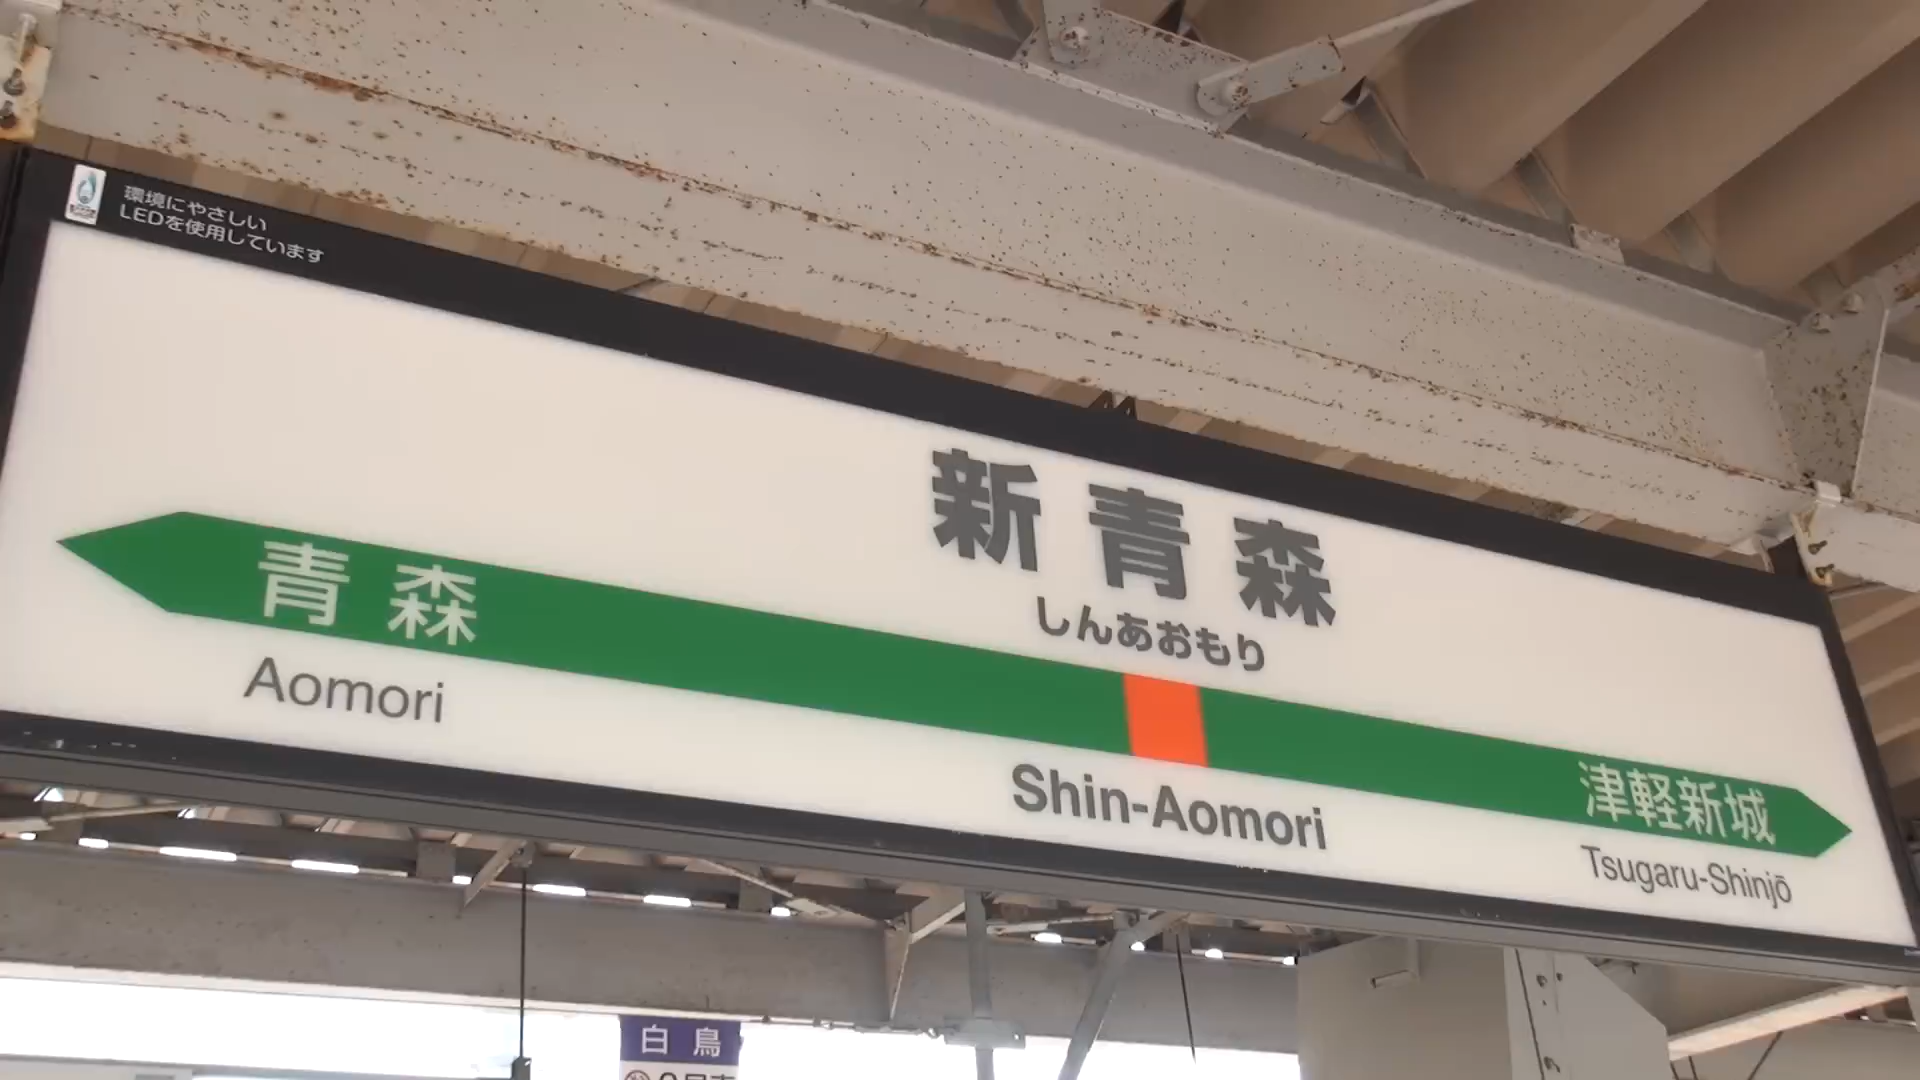 環境にやさしい
LEDを使用しています
新青森
しんあおもり
青森
Aomori
Shin-Aomori
津軽新城
Tsugaru-Shinjō
白鳥